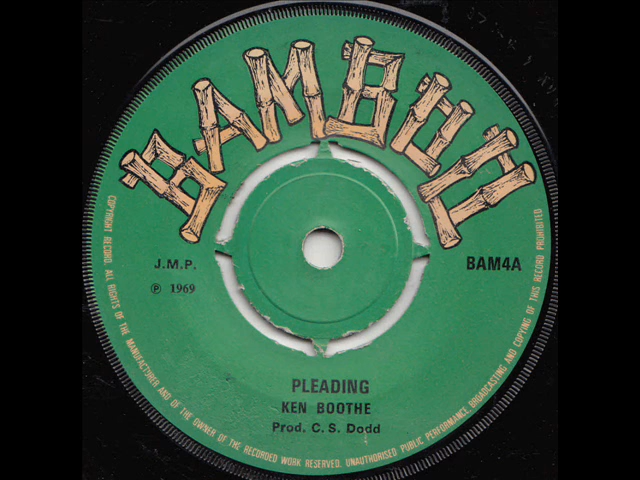 BAMBOO
J.M.P.
BAM4A
℗ 1969
PLEADING
KEN BOOTHE
Prod. C. S. Dodd
COPYRIGHT RECORD. ALL RIGHTS OF THE MANUFACTURER AND OF THE OWNER OF THE RECORDED WORK RESERVED. UNAUTHORISED PUBLIC PERFORMANCE, BROADCASTING AND COPYING OF THIS RECORD PROHIBITED